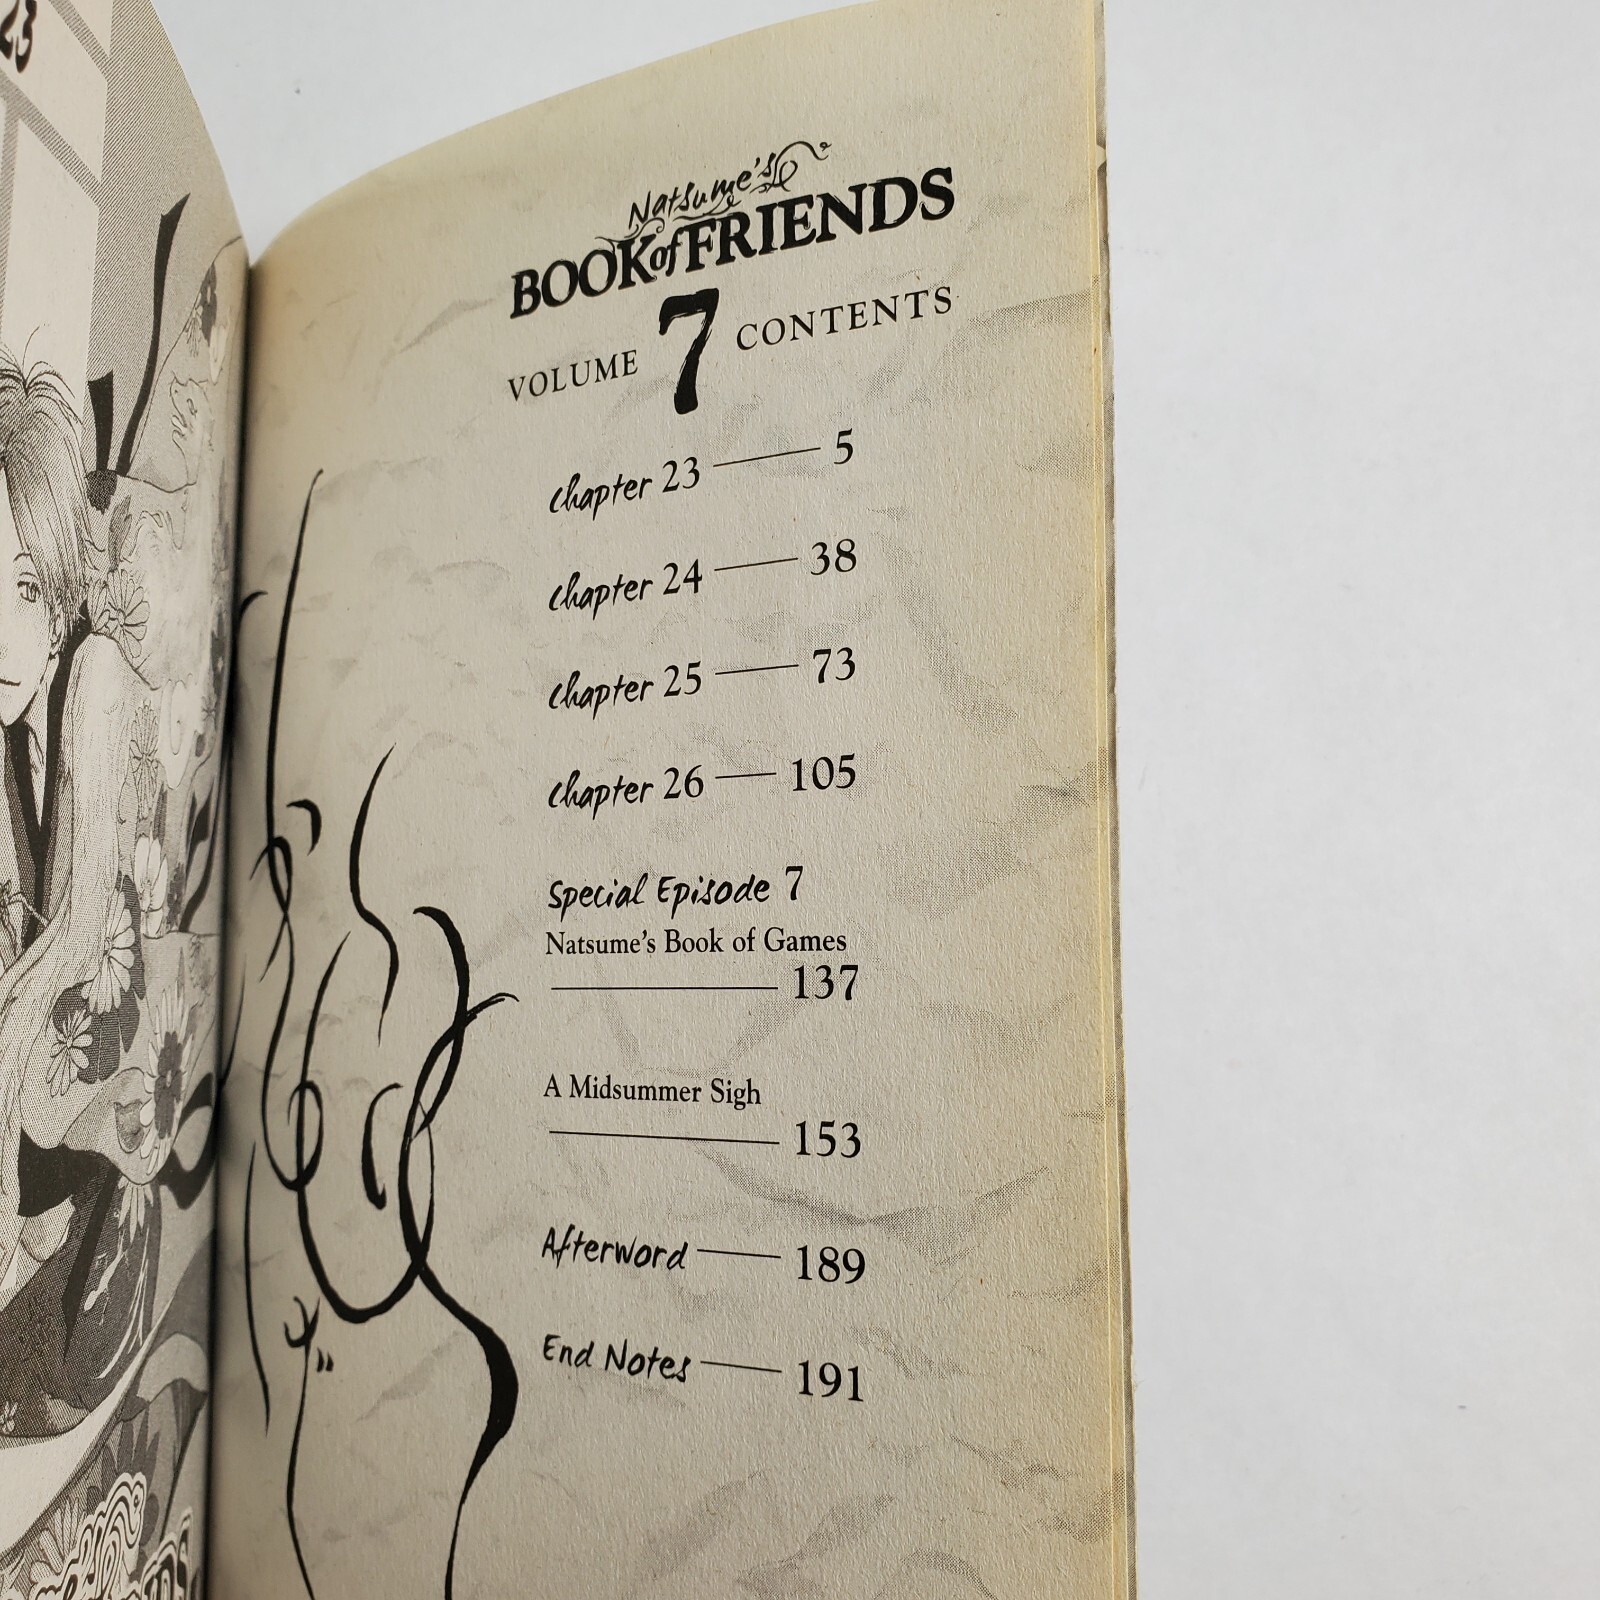 23
Natsume's
BOOK of FRIENDS
VOLUME 7 CONTENTS
Chapter 23 5
Chapter 24 38
Chapter 25 73
Chapter 26 105
Special Episode 7
Natsume's Book of Games
137
A Midsummer Sigh
153
Afterword 189
End Notes 191